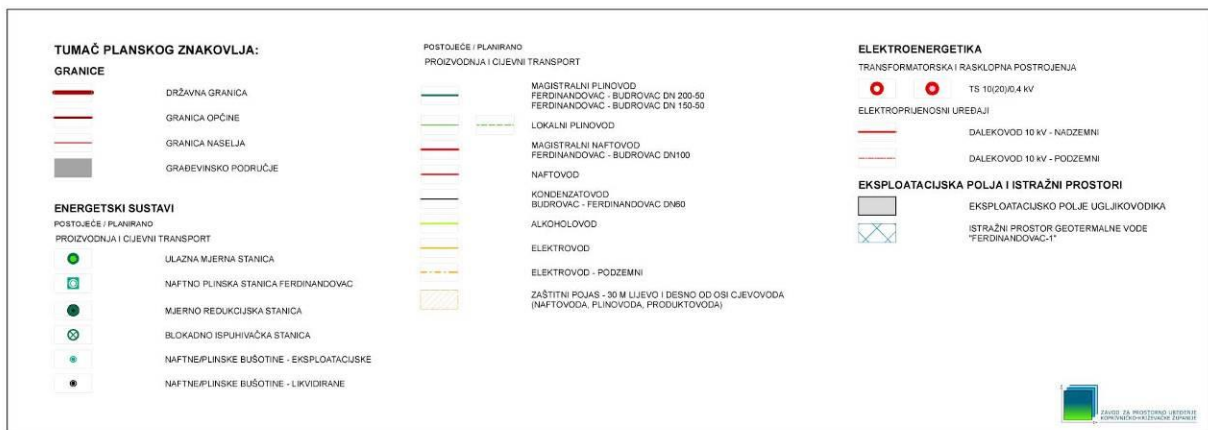 TUMAČ PLANSKOG ZNAKOVLJA:
GRANICE
DRŽAVNA GRANICA
GRANICA OPĆINE
GRANICA NASELJA
GRAĐEVINSKO PODRUČJE
ENERGETSKI SUSTAVI
POSTOJEĆE / PLANIRANO
PROIZVODNJA I CIJEVNI TRANSPORT
ULAZNA MJERNA STANICA
NAFTNO PLINSKA STANICA FERDINANDOVAC
MJERNO REDUKCIJSKA STANICA
BLOKADNO ISPUHIVAČKA STANICA
NAFTNE/PLINSKE BUŠOTINE - EKSPLOATACIJSKE
NAFTNE/PLINSKE BUŠOTINE - LIKVIDIRANE
POSTOJEĆE / PLANIRANO
PROIZVODNJA I CIJEVNI TRANSPORT
MAGISTRALNI PLINOVOD
FERDINANDOVAC - BUDROVAC DN 200-50
FERDINANDOVAC - BUDROVAC DN 150-50
LOKALNI PLINOVOD
MAGISTRALNI NAFTOVOD
FERDINANDOVAC - BUDROVAC DN100
NAFTOVOD
KONDENZATOVOD
BUDROVAC - FERDINANDOVAC DN60
ALKOHOLOVOD
ELEKTROVOD
ELEKTROVOD - PODZEMNI
ZAŠTITNI POJAS - 30 M LIJEVO I DESNO OD OSI CJEVOVODA
(NAFTOVODA, PLINOVODA, PRODUKTOVODA)
ELEKTROENERGETIKA
TRANSFORMATORSKA I RASKLOPNA POSTROJENJA
TS 10(20)/0,4 kV
ELEKTROPRIJENOSNI UREĐAJI
DALEKOVOD 10 kV - NADZEMNI
DALEKOVOD 10 kV - PODZEMNI
EKSPLOATACIJSKA POLJA I ISTRAŽNI PROSTORI
EKSPLOATACIJSKO POLJE UGLJIKOVODIKA
ISTRAŽNI PROSTOR GEOTERMALNE VODE
"FERDINANDOVAC-1"
ZAVOD ZA PROSTORNO UREĐENJE
KOPRIVNIČKO-KRIŽEVAČKE ŽUPANIJE